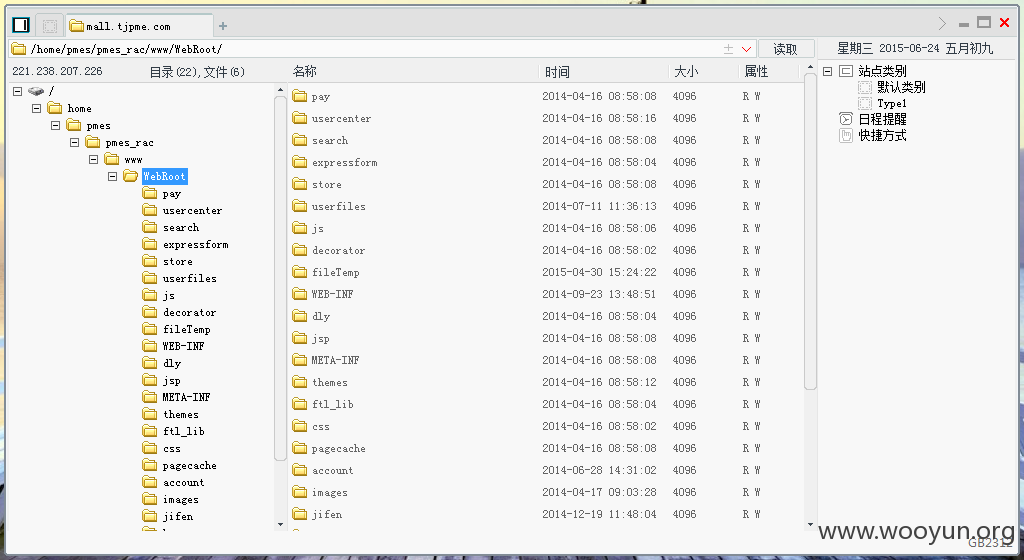 mall.tjpme.com
/home/pmes/pmes_rac/www/WebRoot/ 读取 星期三 2015-06-24 五月初九
221.238.207.226 目录(22),文件(6) 名称 时间 大小 属性
/
home
pmes
pmes_rac
www
WebRoot
pay
usercenter
search
expressform
store
userfiles
js
decorator
fileTemp
WEB-INF
dly
jsp
META-INF
themes
ftl_lib
css
pagecache
account
images
jifen
pay 2014-04-16 08:58:08 4096 R W
usercenter 2014-04-16 08:58:16 4096 R W
search 2014-04-16 08:58:08 4096 R W
expressform 2014-04-16 08:58:04 4096 R W
store 2014-04-16 08:58:08 4096 R W
userfiles 2014-07-11 11:36:13 4096 R W
js 2014-04-16 08:58:06 4096 R W
decorator 2014-04-16 08:58:02 4096 R W
fileTemp 2015-04-30 15:24:22 4096 R W
WEB-INF 2014-09-23 13:48:51 4096 R W
dly 2014-04-16 08:58:04 4096 R W
jsp 2014-04-16 08:58:08 4096 R W
META-INF 2014-04-16 08:58:08 4096 R W
themes 2014-04-16 08:58:12 4096 R W
ftl_lib 2014-04-16 08:58:04 4096 R W
css 2014-04-16 08:58:02 4096 R W
pagecache 2014-04-16 08:58:08 4096 R W
account 2014-06-28 14:31:02 4096 R W
images 2014-04-17 09:03:28 4096 R W
jifen 2014-12-19 11:48:04 4096 R W
站点类别
默认类别
Type1
日程提醒
快捷方式
www.wooyun.org
GB2312